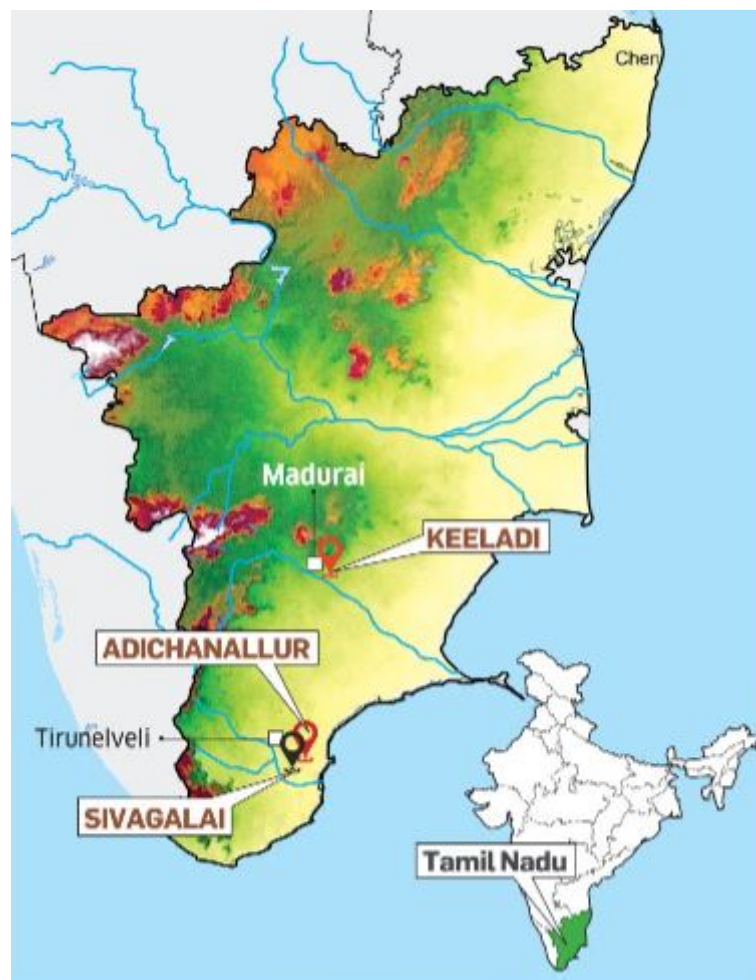 Chen
Madurai
KEELADI
ADICHANALLUR
Tirunelveli
SIVAGALAI
Tamil Nadu